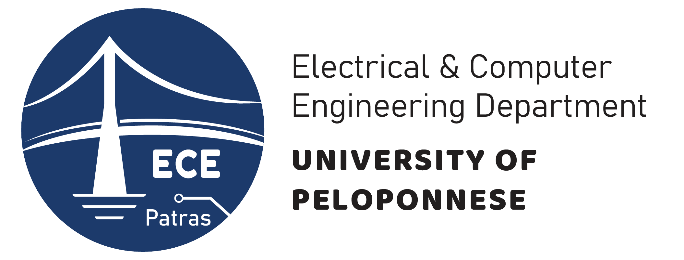 ECE
Patras
Electrical & Computer
Engineering Department
UNIVERSITY OF
PELOPONNESE